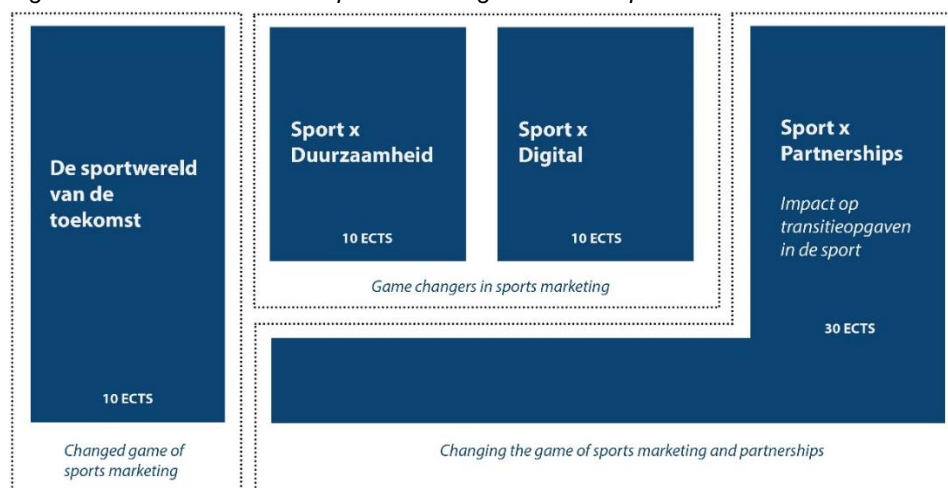 De sportwereld
van de
toekomst
10 ECTS
Changed game of
sports marketing
Sport x
Duurzaamheid
10 ECTS
Sport x
Digital
10 ECTS
Game changers in sports marketing
Sport x
Partnerships
Impact op
transitieopgaven
in de sport
30 ECTS
Changing the game of sports marketing and partnerships